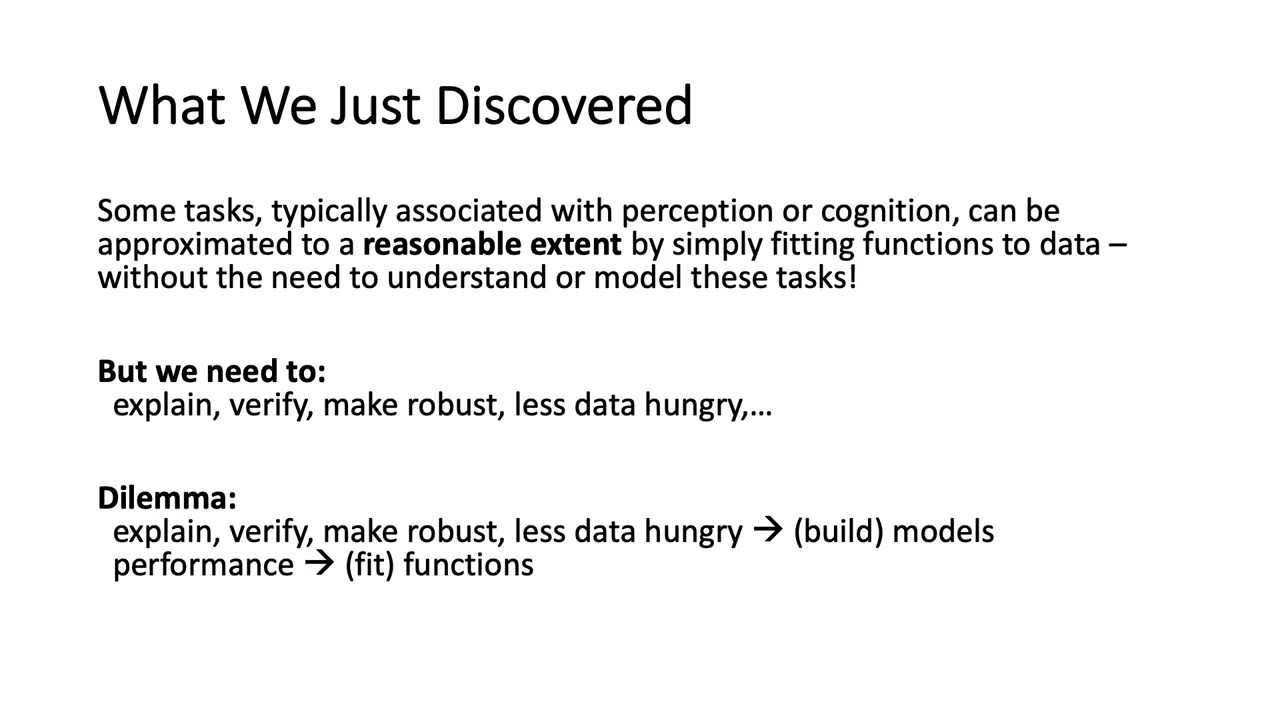 What We Just Discovered
Some tasks, typically associated with perception or cognition, can be
approximated to a reasonable extent by simply fitting functions to data –
without the need to understand or model these tasks!
But we need to:
explain, verify, make robust, less data hungry,...
Dilemma:
explain, verify, make robust, less data hungry → (build) models
performance → (fit) functions